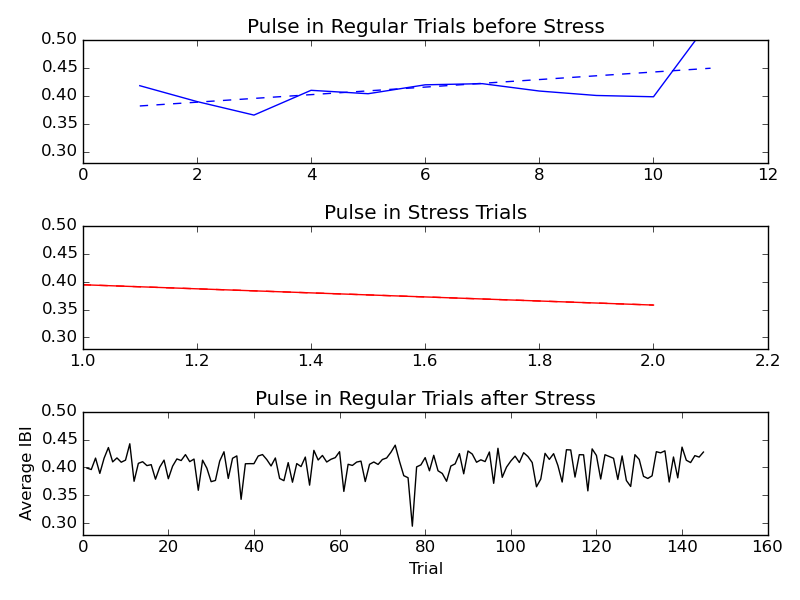 Pulse in Regular Trials before Stress
0.50
0.45
0.40
0.35
0.30
0 2 4 6 8 10 12
Pulse in Stress Trials
0.50
0.45
0.40
0.35
0.30
1.0 1.2 1.4 1.6 1.8 2.0 2.2
Pulse in Regular Trials after Stress
0.50
0.45
0.40
0.35
0.30
Average IBI
0 20 40 60 80 100 120 140 160
Trial